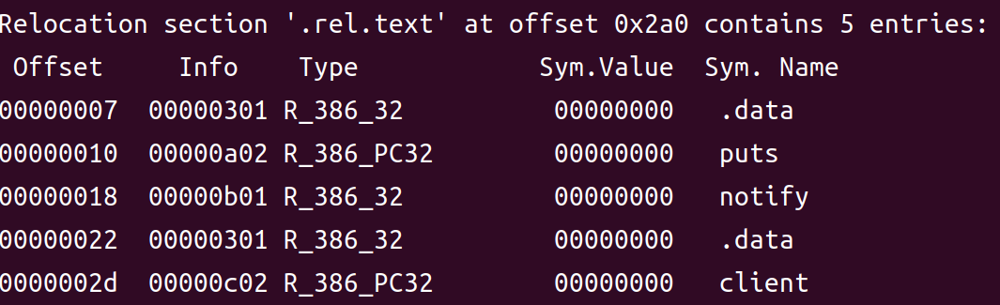 Relocation section '.rel.text' at offset 0x2a0 contains 5 entries:
Offset Info Type Sym.Value Sym. Name
00000007 00000301 R_386_32 00000000 .data
00000010 00000a02 R_386_PC32 00000000 puts
00000018 00000b01 R_386_32 00000000 notify
00000022 00000301 R_386_32 00000000 .data
0000002d 00000c02 R_386_PC32 00000000 client